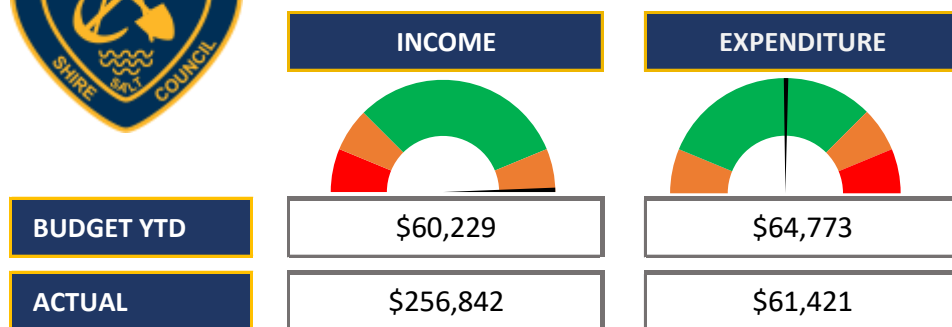 SHIRE
SALT
COUNCIL
INCOME
EXPENDITURE
BUDGET YTD
$60,229
$64,773
ACTUAL
$256,842
$61,421